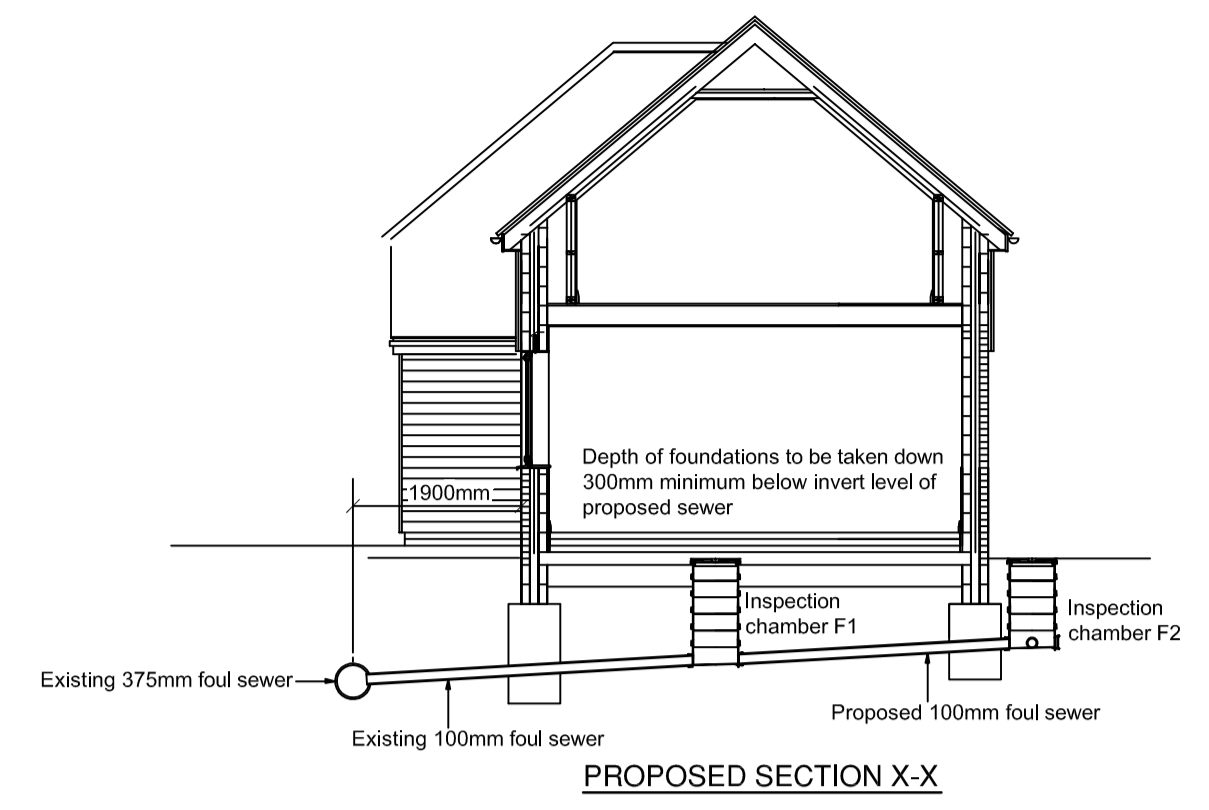 Depth of foundations to be taken down
300mm minimum below invert level of
proposed sewer
1900mm
Inspection
chamber F1
Inspection
chamber F2
Existing 375mm foul sewer
Proposed 100mm foul sewer
Existing 100mm foul sewer
PROPOSED SECTION X-X